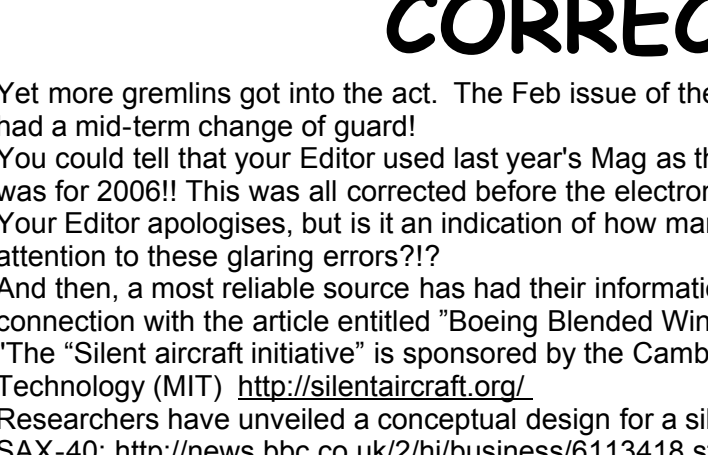 CORREC
Yet more gremlins got into the act. The Feb issue of the
had a mid-term change of guard!
You could tell that your Editor used last year's Mag as th
was for 2006!! This was all corrected before the electron
Your Editor apologises, but is it an indication of how man
attention to these glaring errors?!?
And then, a most reliable source has had their informatio
connection with the article entitled ”Boeing Blended Win
"The “Silent aircraft initiative” is sponsored by the Camb
Technology (MIT) http://silentaircraft.org/
Researchers have unveiled a conceptual design for a sil
SAX-40: http://news.bbc.co.uk/2/hi/business/6113418.st